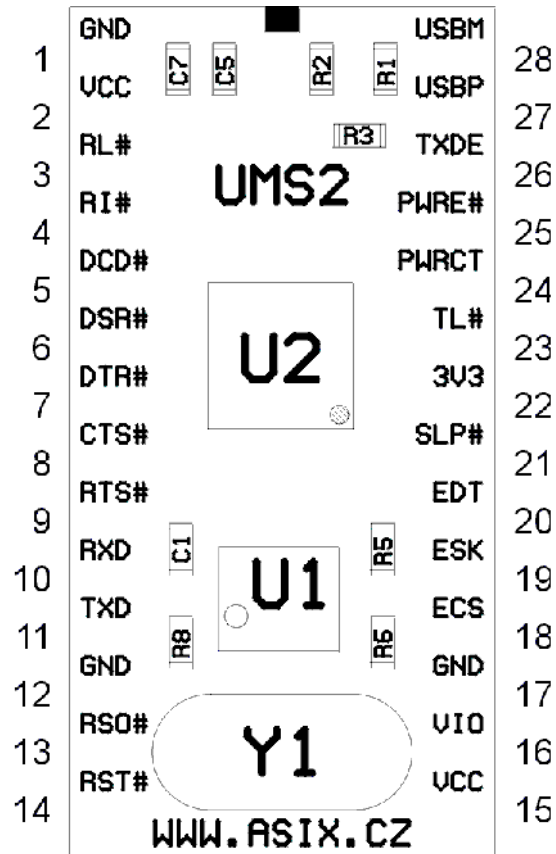 GND USBM
1 C7 C5 R2 R1 28
VCC USBP
2 27
R3
RL# TXDE
3 UMS2 26
RI# PWRE#
4 25
DCD# PWRCT
5 24
DSR# TL#
6 U2 23
DTR# 3V3
7 22
CTS# SLP#
8 21
RTS# EDT
9 20
RXD C1 R5 ESK
10 U1 19
TXD ECS
11 R8 R6 18
GND GND
12 17
RSO# VIO
13 Y1 16
RST# VCC
14 15
WWW.ASIX.CZ